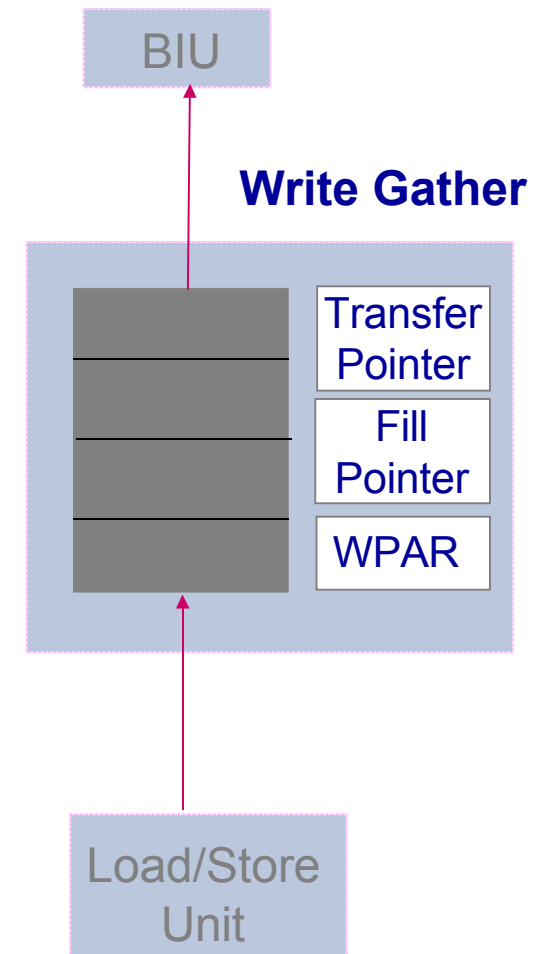 BIU
Write Gather
Transfer
Pointer
Fill
Pointer
WPAR
Load/Store
Unit